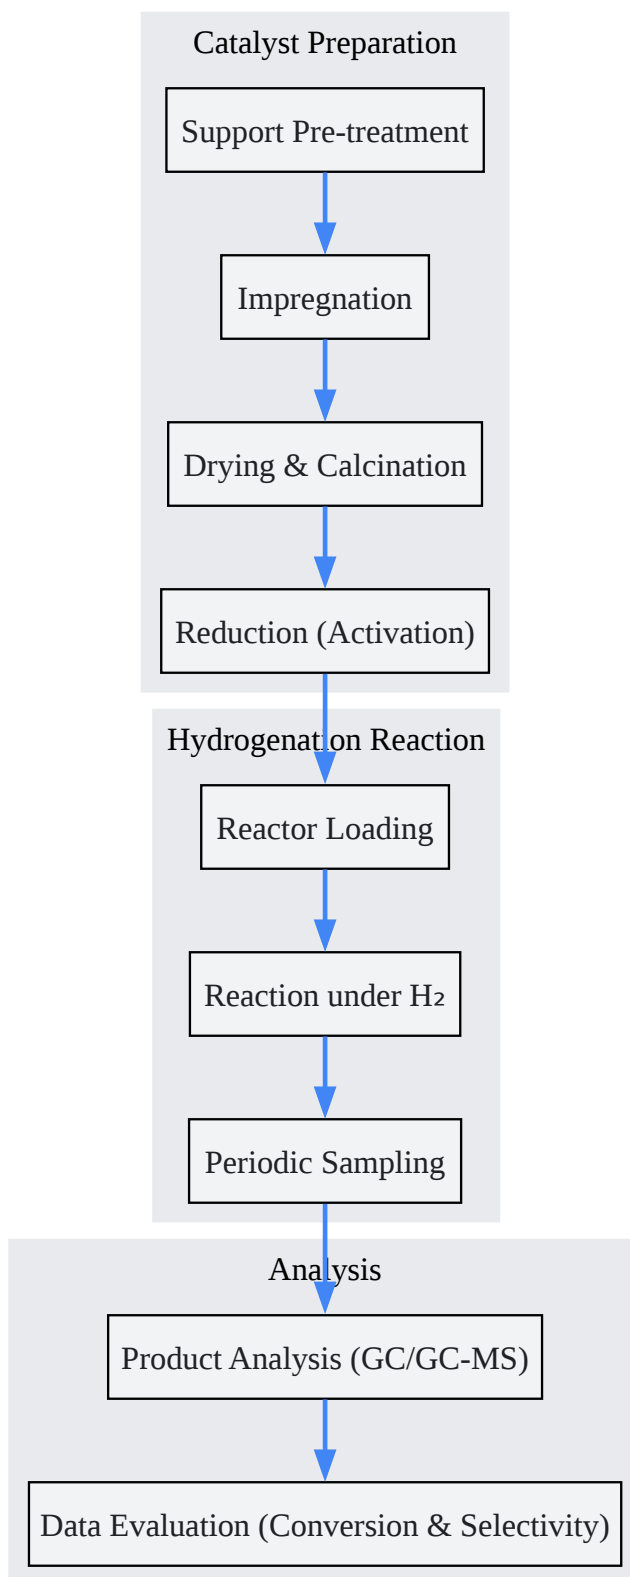 Catalyst Preparation
Support Pre-treatment
Impregnation
Drying & Calcination
Reduction (Activation)
Hydrogenation Reaction
Reactor Loading
Reaction under H₂
Periodic Sampling
Analysis
Product Analysis (GC/GC-MS)
Data Evaluation (Conversion & Selectivity)